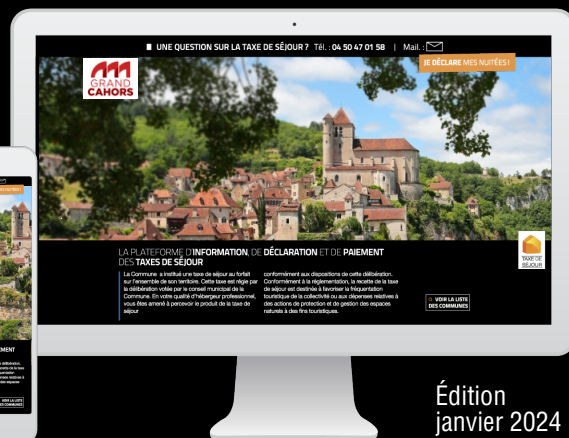 UNE QUESTION SUR LA TAXE DE SÉJOUR ? Tél. : 04 50 47 01 58 | Mail. :
JE DÉCLARE MES NUITÉES !
GRAND
CAHORS
LA PLATEFORME D'INFORMATION, DE DÉCLARATION ET DE PAIEMENT
DES TAXES DE SÉJOUR
La Commune a institué une taxe de séjour au forfait
sur l'ensemble de son territoire. Cette taxe est régie par
la délibération votée par le conseil municipal de la
Commune. En votre qualité d'hébergeur professionnel,
vous êtes amené à percevoir le produit de la taxe de
séjour
conformément aux dispositions de cette délibération.
Conformément à la réglementation, la recette de la taxe
de séjour est destinée à favoriser la fréquentation
touristique de la collectivité ou aux dépenses relatives à
des actions de protection et de gestion des espaces
naturels à des fins touristiques.
TAXE DE
SÉJOUR
VOIR LA LISTE
DES COMMUNES
VOIR LA LISTE
DES COMMUNES
Édition
janvier 2024